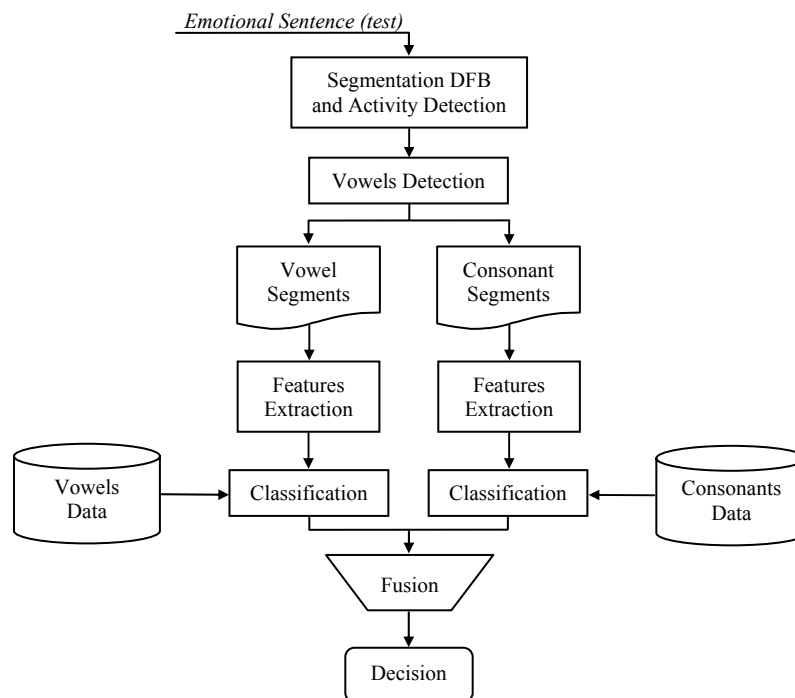 Emotional Sentence (test)
Segmentation DFB
and Activity Detection
Vowels Detection
Vowel
Segments
Consonant
Segments
Features
Extraction
Features
Extraction
Vowels
Data
Classification
Classification
Consonants
Data
Fusion
Decision